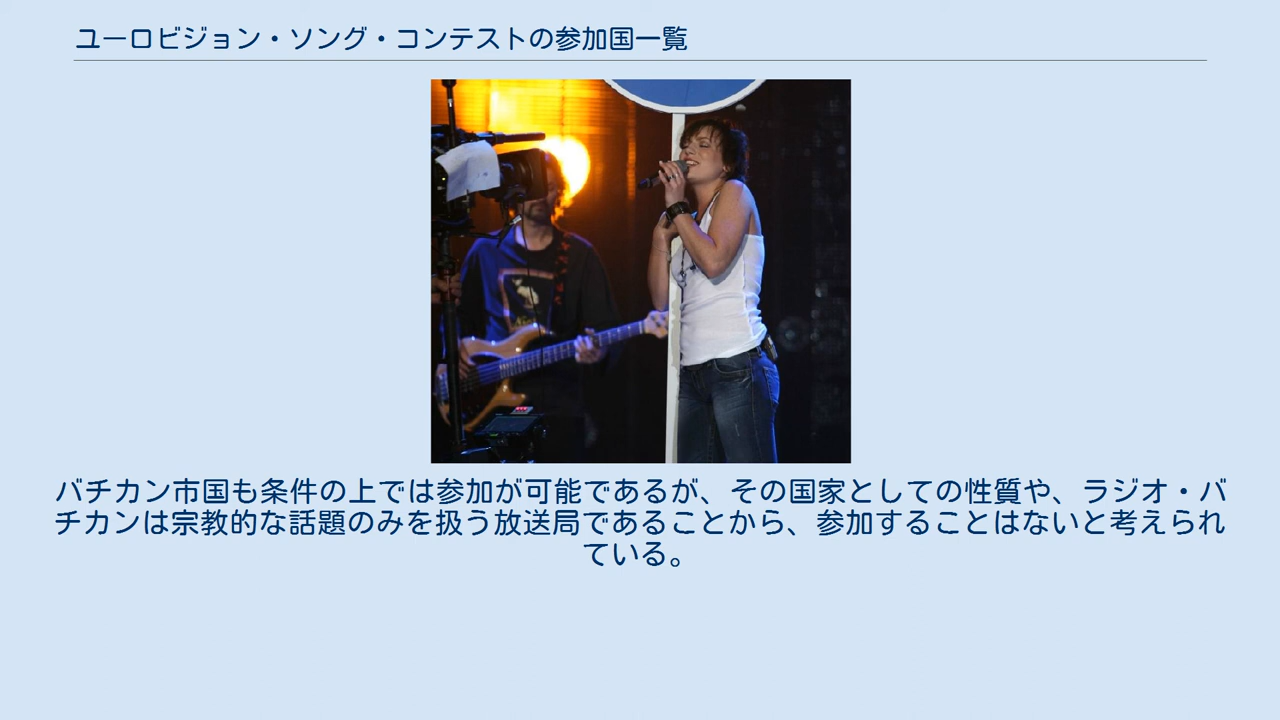 ユーロビジョン・ソング・コンテストの参加国一覧
バチカン市国も条件の上では参加が可能であるが、その国家としての性質や、ラジオ・バ
チカンは宗教的な話題のみを扱う放送局であることから、参加することはないと考えられ
ている。